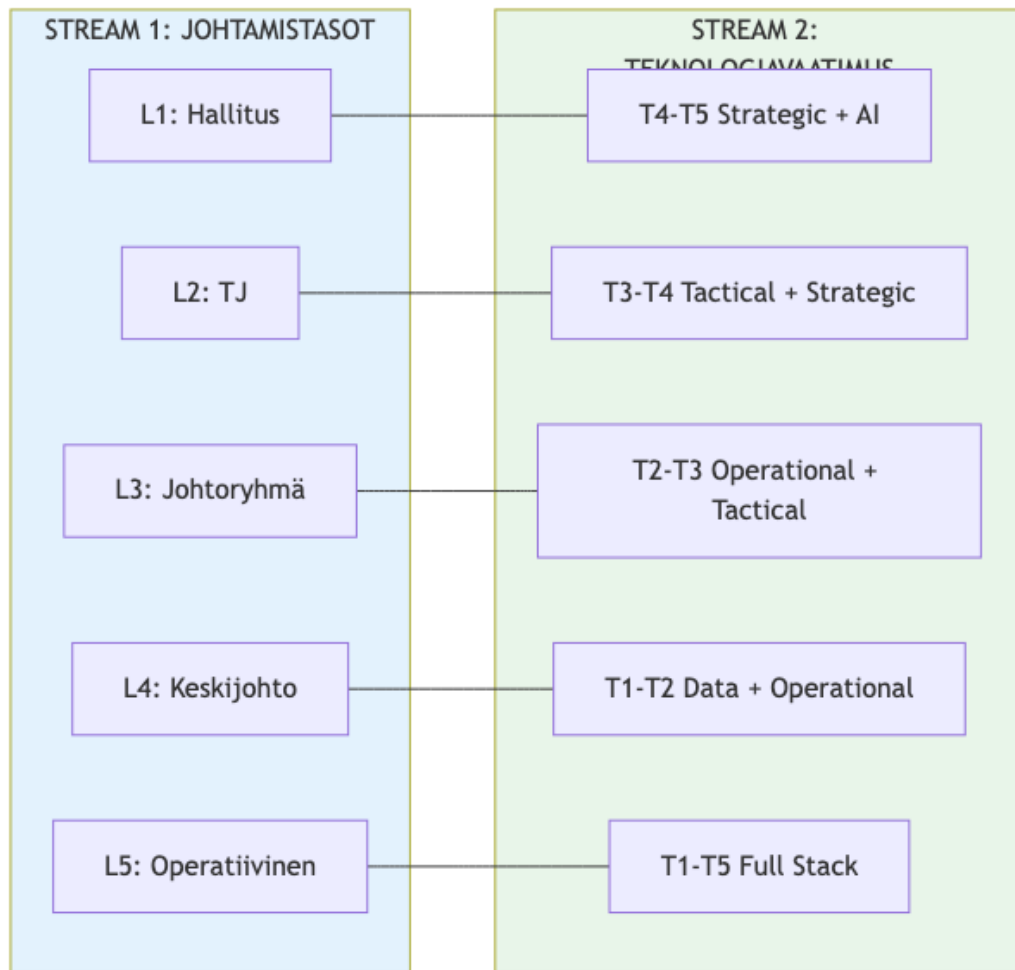 STREAM 1: JOHTAMISTASOT
STREAM 2:
TEKNOLOGIAVAATIMUS
L1: Hallitus
T4-T5 Strategic + AI
L2: TJ
T3-T4 Tactical + Strategic
L3: Johtoryhmä
T2-T3 Operational +
Tactical
L4: Keskijohto
T1-T2 Data + Operational
L5: Operatiivinen
T1-T5 Full Stack